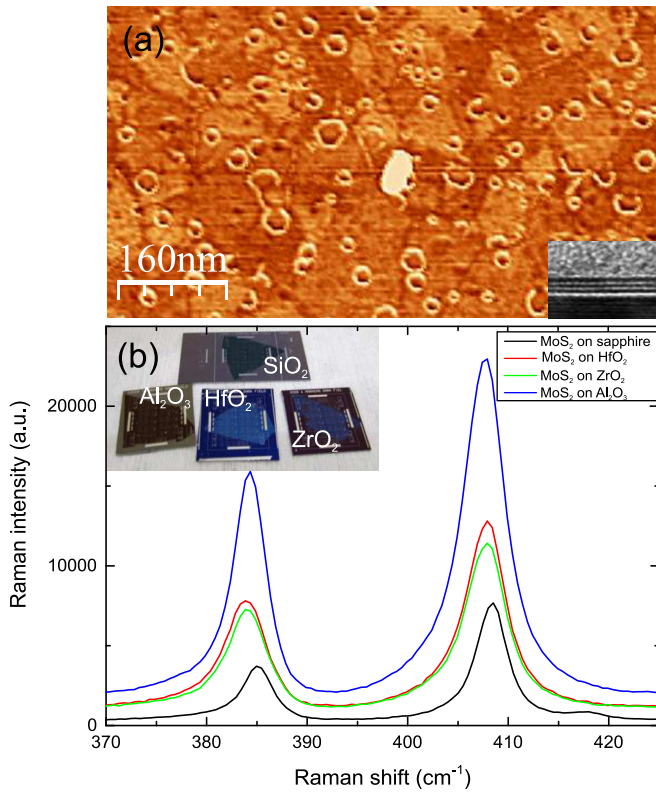 (a)
160nm
(b)
SiO₂
Al₂O₃
HfO₂
ZrO₂
MoS₂ on sapphire
MoS₂ on HfO₂
MoS₂ on ZrO₂
MoS₂ on Al₂O₃
20000
10000
0
Raman intensity (a.u.)
370 380 390 400 410 420
Raman shift (cm⁻¹)